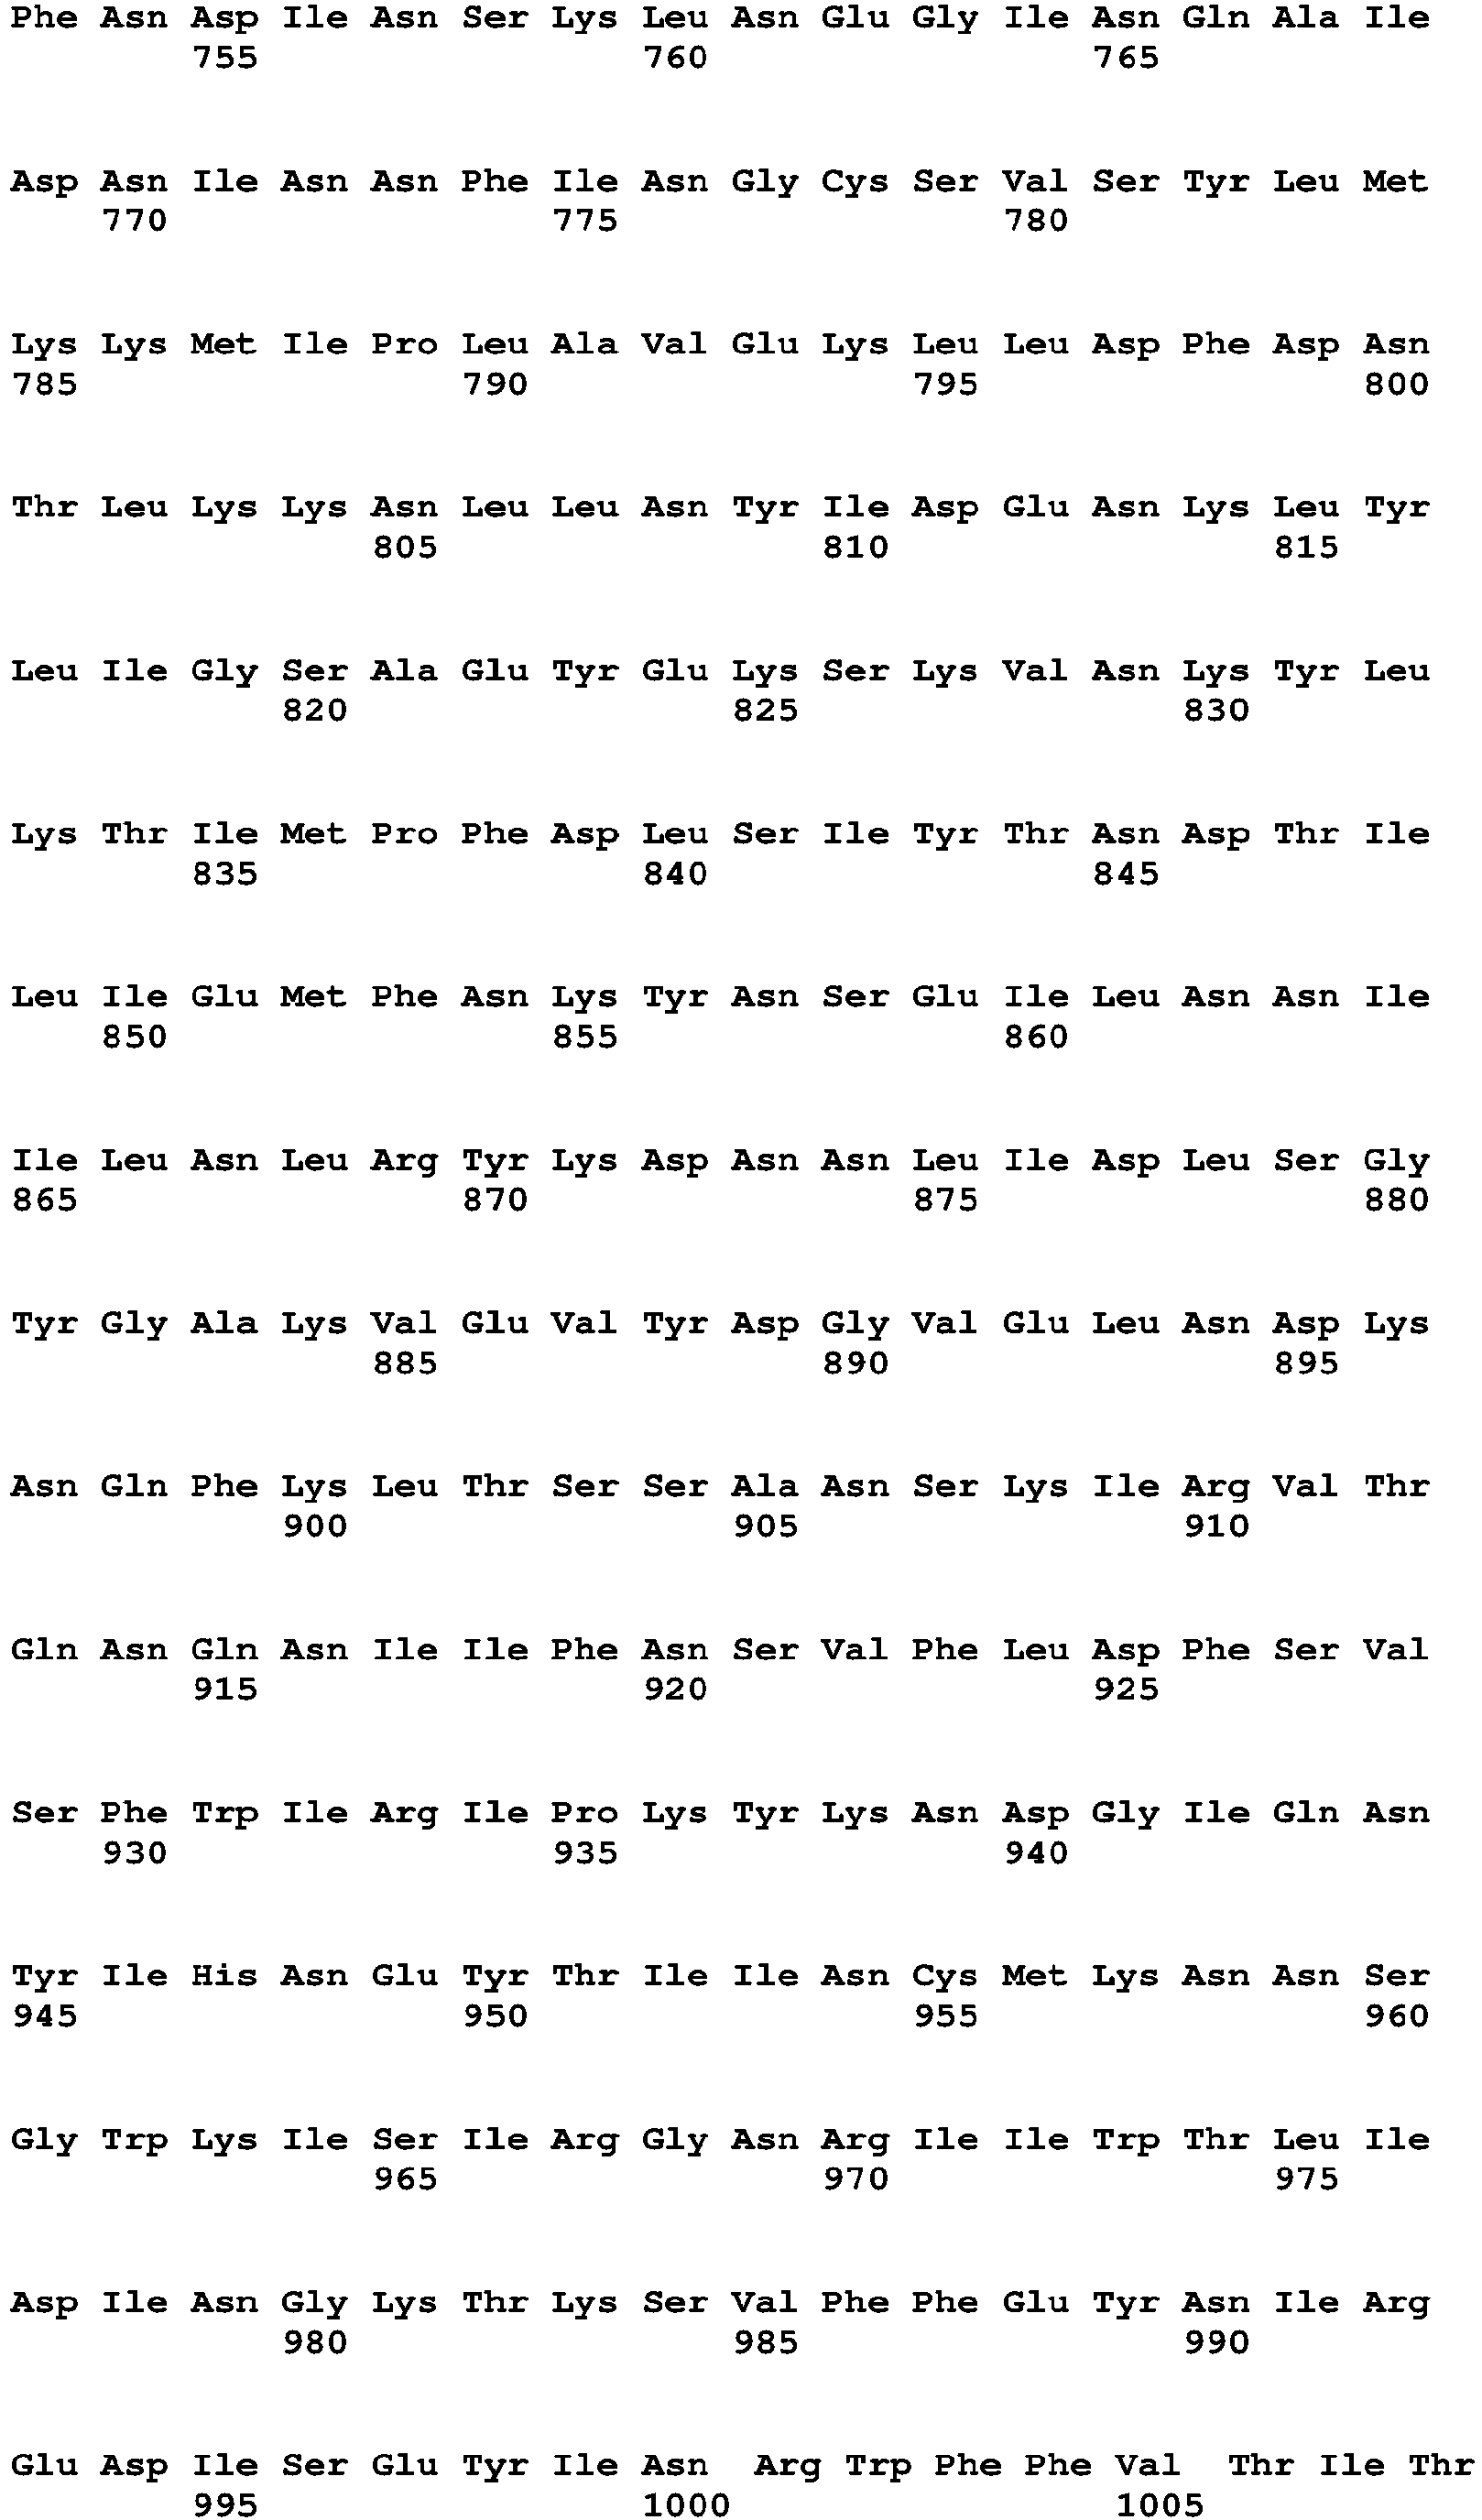 Phe Asn Asp Ile Asn Ser Lys Leu Asn Glu Gly Ile Asn Gln Ala Ile
755 760 765
Asp Asn Ile Asn Asn Phe Ile Asn Gly Cys Ser Val Ser Tyr Leu Met
770 775 780
Lys Lys Met Ile Pro Leu Ala Val Glu Lys Leu Leu Asp Phe Asp Asn
785 790 795 800
Thr Leu Lys Lys Asn Leu Leu Asn Tyr Ile Asp Glu Asn Lys Leu Tyr
805 810 815
Leu Ile Gly Ser Ala Glu Tyr Glu Lys Ser Lys Val Asn Lys Tyr Leu
820 825 830
Lys Thr Ile Met Pro Phe Asp Leu Ser Ile Tyr Thr Asn Asp Thr Ile
835 840 845
Leu Ile Glu Met Phe Asn Lys Tyr Asn Ser Glu Ile Leu Asn Asn Ile
850 855 860
Ile Leu Asn Leu Arg Tyr Lys Asp Asn Asn Leu Ile Asp Leu Ser Gly
865 870 875 880
Tyr Gly Ala Lys Val Glu Val Tyr Asp Gly Val Glu Leu Asn Asp Lys
885 890 895
Asn Gln Phe Lys Leu Thr Ser Ser Ala Asn Ser Lys Ile Arg Val Thr
900 905 910
Gln Asn Gln Asn Ile Ile Phe Asn Ser Val Phe Leu Asp Phe Ser Val
915 920 925
Ser Phe Trp Ile Arg Ile Pro Lys Tyr Lys Asn Asp Gly Ile Gln Asn
930 935 940
Tyr Ile His Asn Glu Tyr Thr Ile Ile Asn Cys Met Lys Asn Asn Ser
945 950 955 960
Gly Trp Lys Ile Ser Ile Arg Gly Asn Arg Ile Ile Trp Thr Leu Ile
965 970 975
Asp Ile Asn Gly Lys Thr Lys Ser Val Phe Phe Glu Tyr Asn Ile Arg
980 985 990
Glu Asp Ile Ser Glu Tyr Ile Asn Arg Trp Phe Phe Val Thr Ile Thr
995 1000 1005